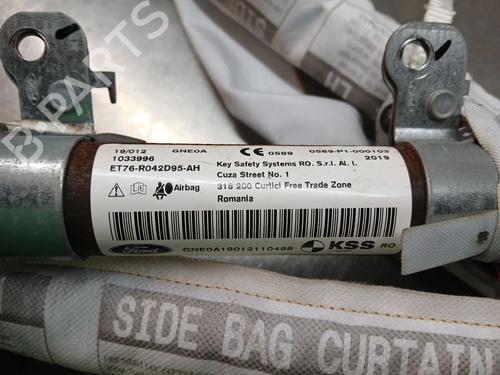 B-PARTS
LH
19/012 GNE0A CE 0589 0589-P1-000103
1033996 2019
ET76-R042D95-AH Key Safety Systems RO. S.r.l. Al. I.
Cuza Street No. 1
Airbag 315 200 Curtici Free Trade Zone
Romania
Ford GNE0A19012110498 KSS RO
SIDE BAG CURTAIN